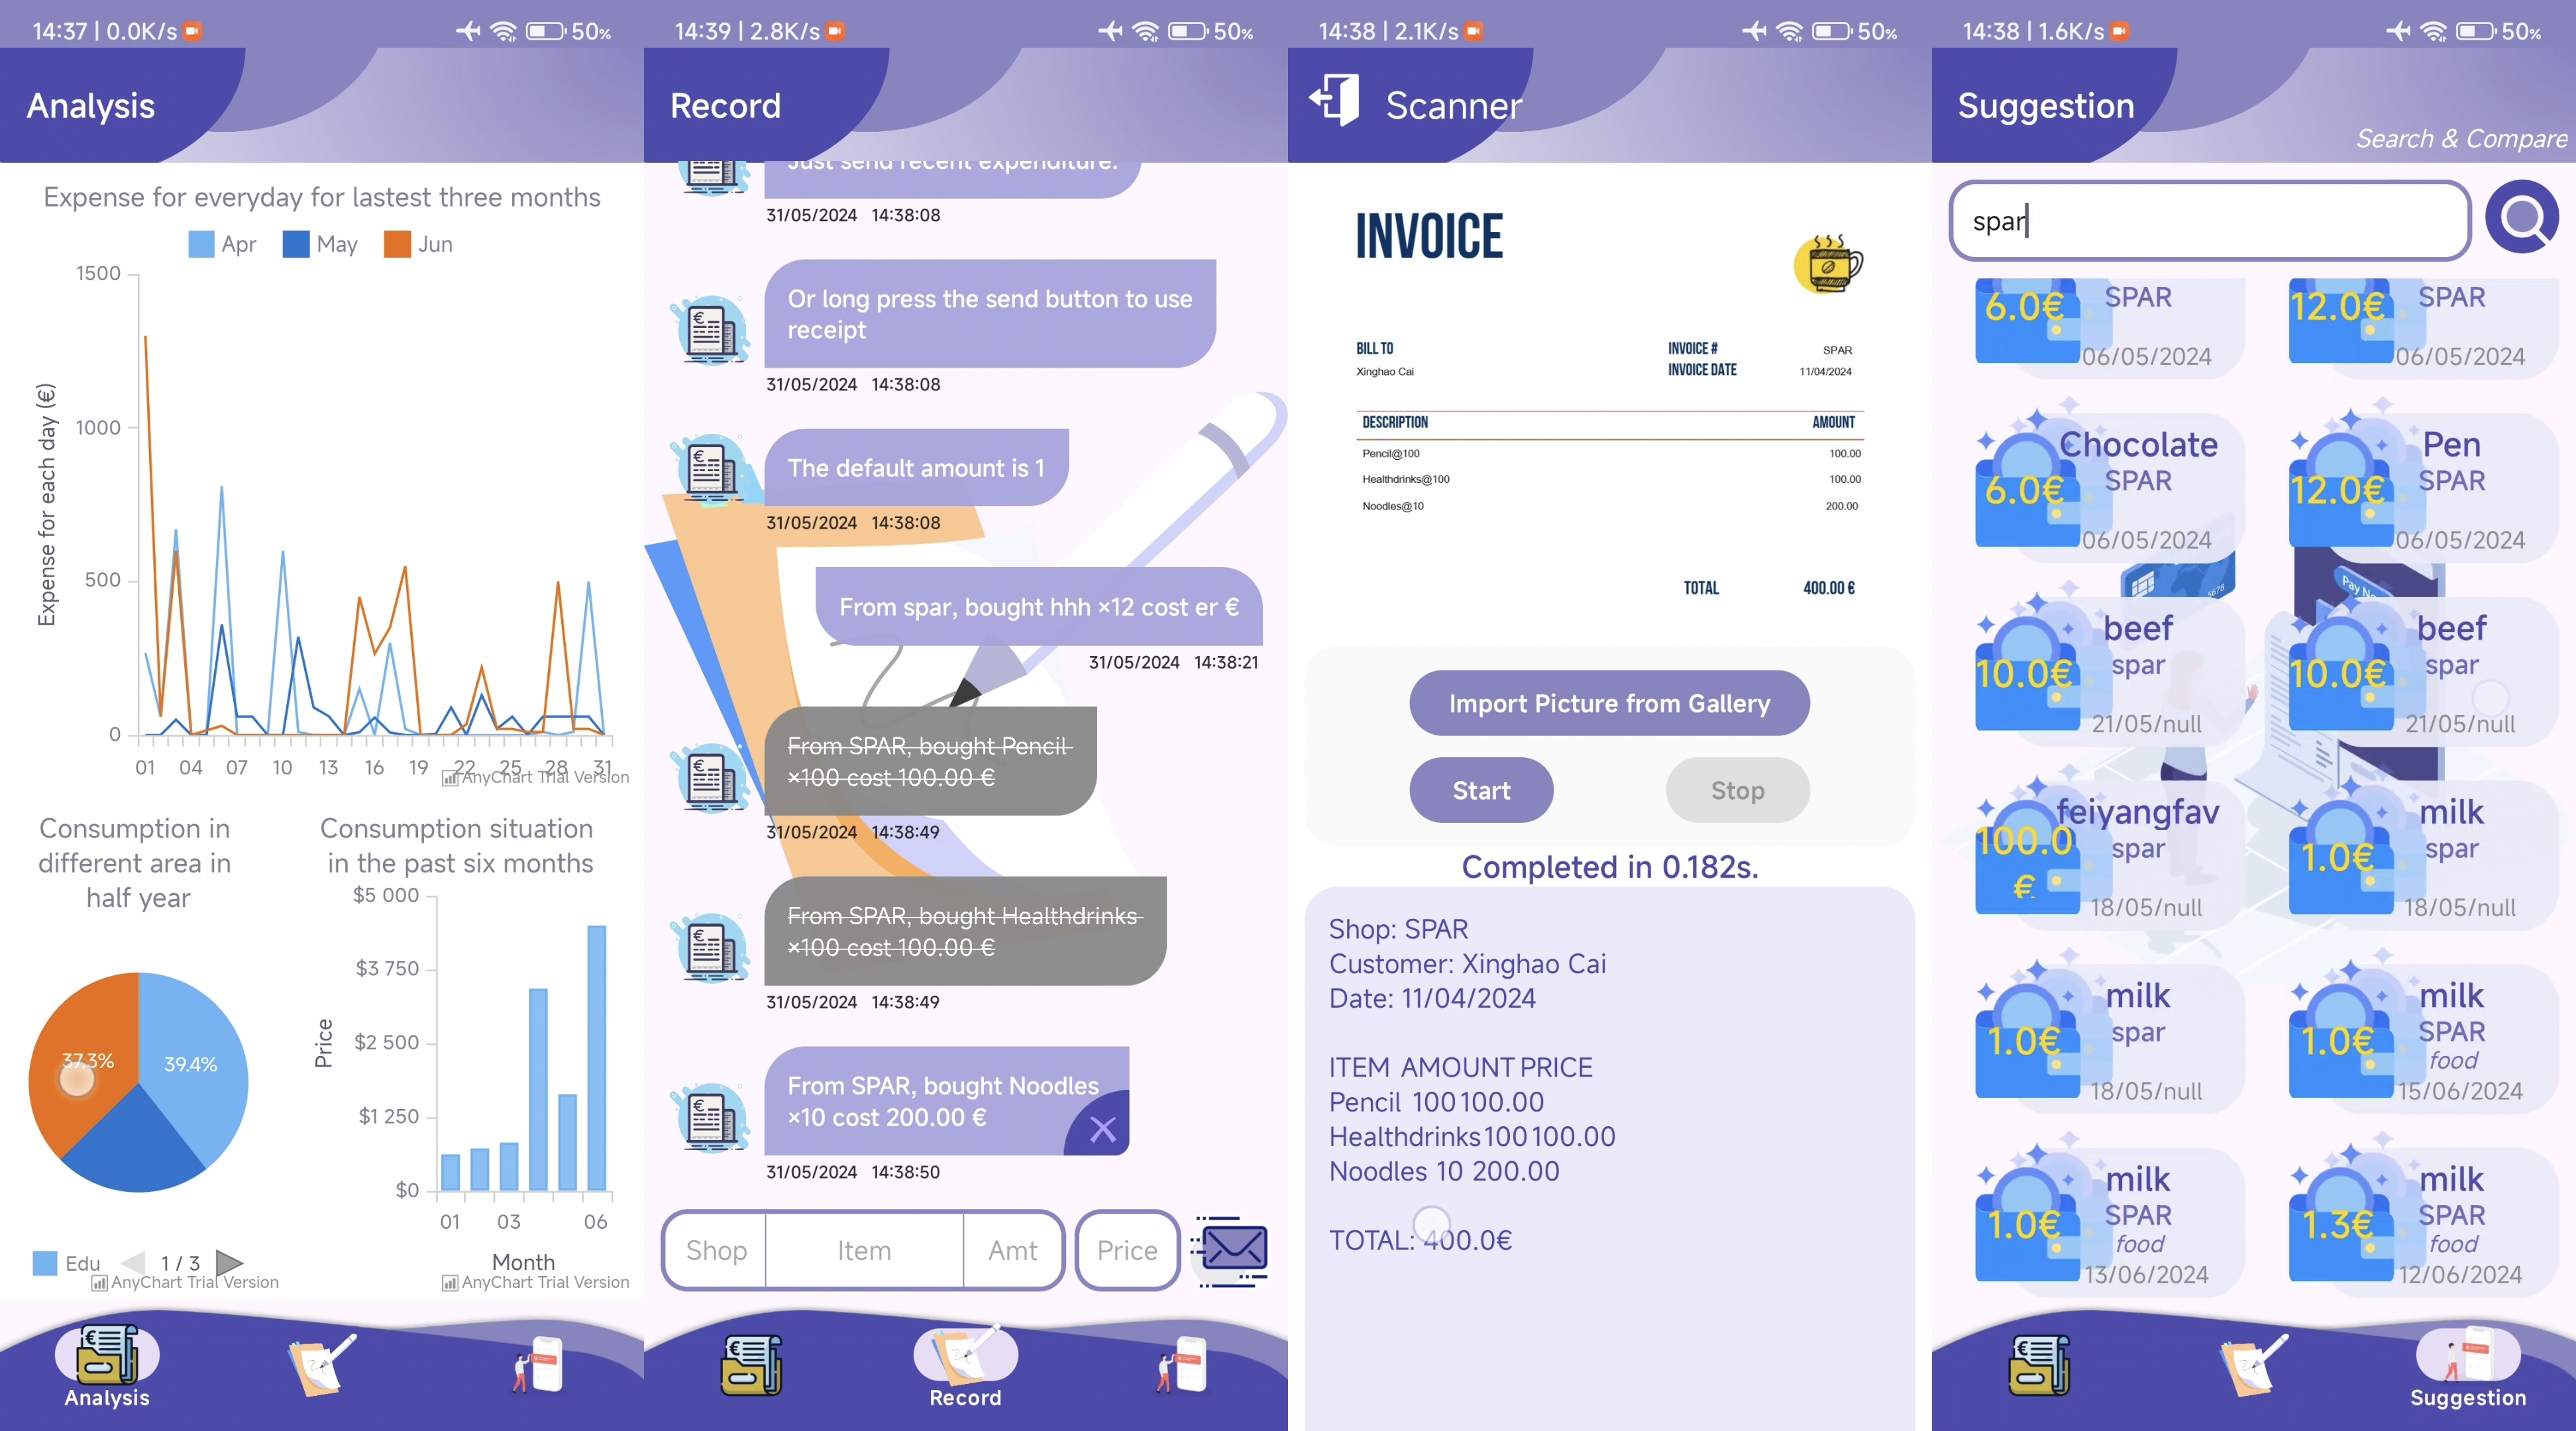 14:37 | 0.0K/s
50%
Analysis
Expense for everyday for lastest three months
Apr
May
Jun
Expense for each day (€)
1500
1000
500
0
01 04 07 10 13 16 19 22 25 28 31
AnyChart Trial Version
Consumption in
different area in
half year
37.3%
39.4%
Edu
1 / 3
AnyChart Trial Version
Consumption situation
in the past six months
Price
$5 000
$3 750
$2 500
$1 250
$0
01 03 06
Month
AnyChart Trial Version
Analysis
14:39 | 2.8K/s
50%
Record
Just send recent expenditure.
31/05/2024 14:38:08
Or long press the send button to use
receipt
31/05/2024 14:38:08
The default amount is 1
31/05/2024 14:38:08
From spar, bought hhh ×12 cost er €
31/05/2024 14:38:21
From SPAR, bought Pencil
×100 cost 100.00 €
31/05/2024 14:38:49
From SPAR, bought Healthdrinks
×100 cost 100.00 €
31/05/2024 14:38:49
From SPAR, bought Noodles
×10 cost 200.00 €
31/05/2024 14:38:50
Shop
Item
Amt
Price
Record
14:38 | 2.1K/s
50%
Scanner
INVOICE
BILL TO
Xinghao Cai
INVOICE # SPAR
INVOICE DATE 11/04/2024
DESCRIPTION AMOUNT
Pencil@100 100.00
Healthdrinks@100 100.00
Noodles@10 200.00
TOTAL 400.00 €
Import Picture from Gallery
Start
Stop
Completed in 0.182s.
Shop: SPAR
Customer: Xinghao Cai
Date: 11/04/2024
ITEM AMOUNT PRICE
Pencil 100 100.00
Healthdrinks 100 100.00
Noodles 10 200.00
TOTAL: 400.0€
14:38 | 1.6K/s
50%
Suggestion
Search & Compare
spar
6.0€
SPAR
06/05/2024
12.0€
SPAR
06/05/2024
Chocolate
6.0€
SPAR
06/05/2024
Pen
12.0€
SPAR
06/05/2024
5678
beef
10.0€
spar
21/05/null
beef
10.0€
spar
21/05/null
feiyangfav
100.0
€
spar
18/05/null
milk
1.0€
spar
18/05/null
milk
1.0€
spar
18/05/null
milk
1.0€
SPAR
food
15/06/2024
milk
1.0€
SPAR
food
13/06/2024
milk
1.3€
SPAR
food
12/06/2024
Suggestion